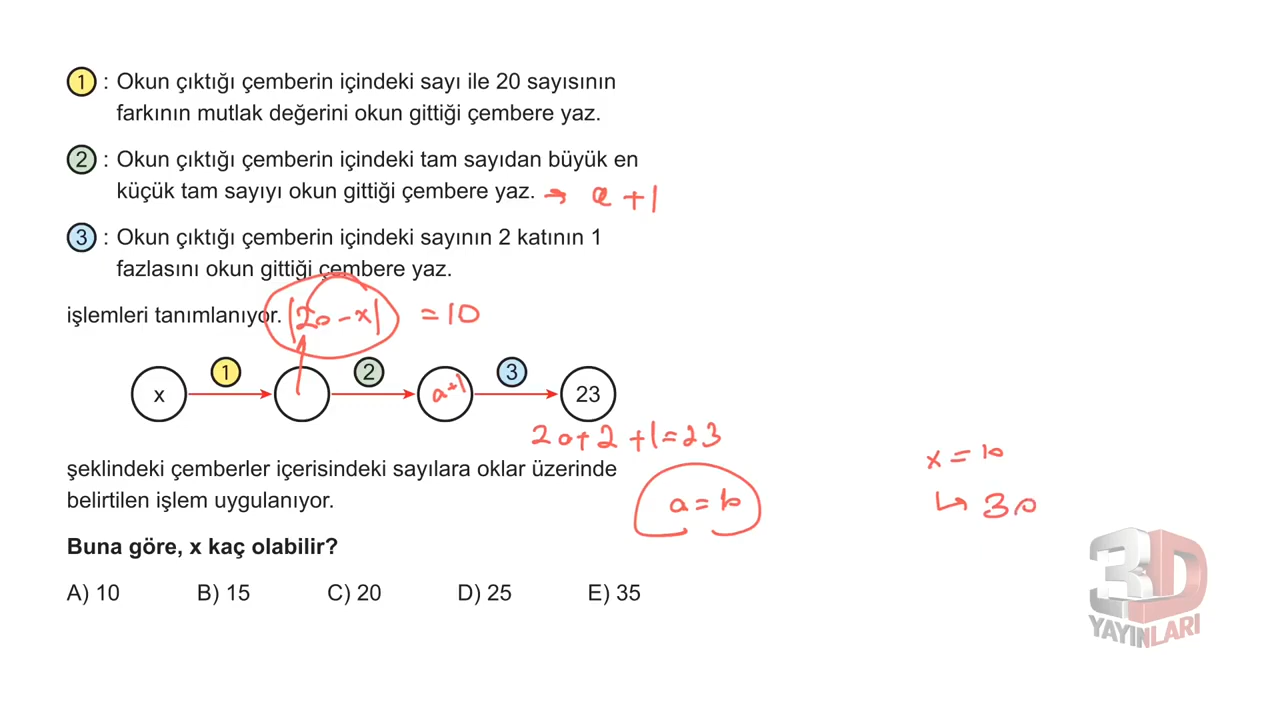 1 : Okun çıktığı çemberin içindeki sayı ile 20 sayısının
farkının mutlak değerini okun gittiği çembere yaz.
2 : Okun çıktığı çemberin içindeki tam sayıdan büyük en
küçük tam sayıyı okun gittiği çembere yaz. → a+1
3 : Okun çıktığı çemberin içindeki sayının 2 katının 1
fazlasını okun gittiği çembere yaz.
işlemleri tanımlanıyor. |20-x| = 10
1 2 3
x a+1 23
2a+2+1=23
şeklindeki çemberler içerisindeki sayılara oklar üzerinde
belirtilen işlem uygulanıyor.
a=10
x=10
↳ 30
Buna göre, x kaç olabilir?
A) 10 B) 15 C) 20 D) 25 E) 35
3D
YAYINLARI